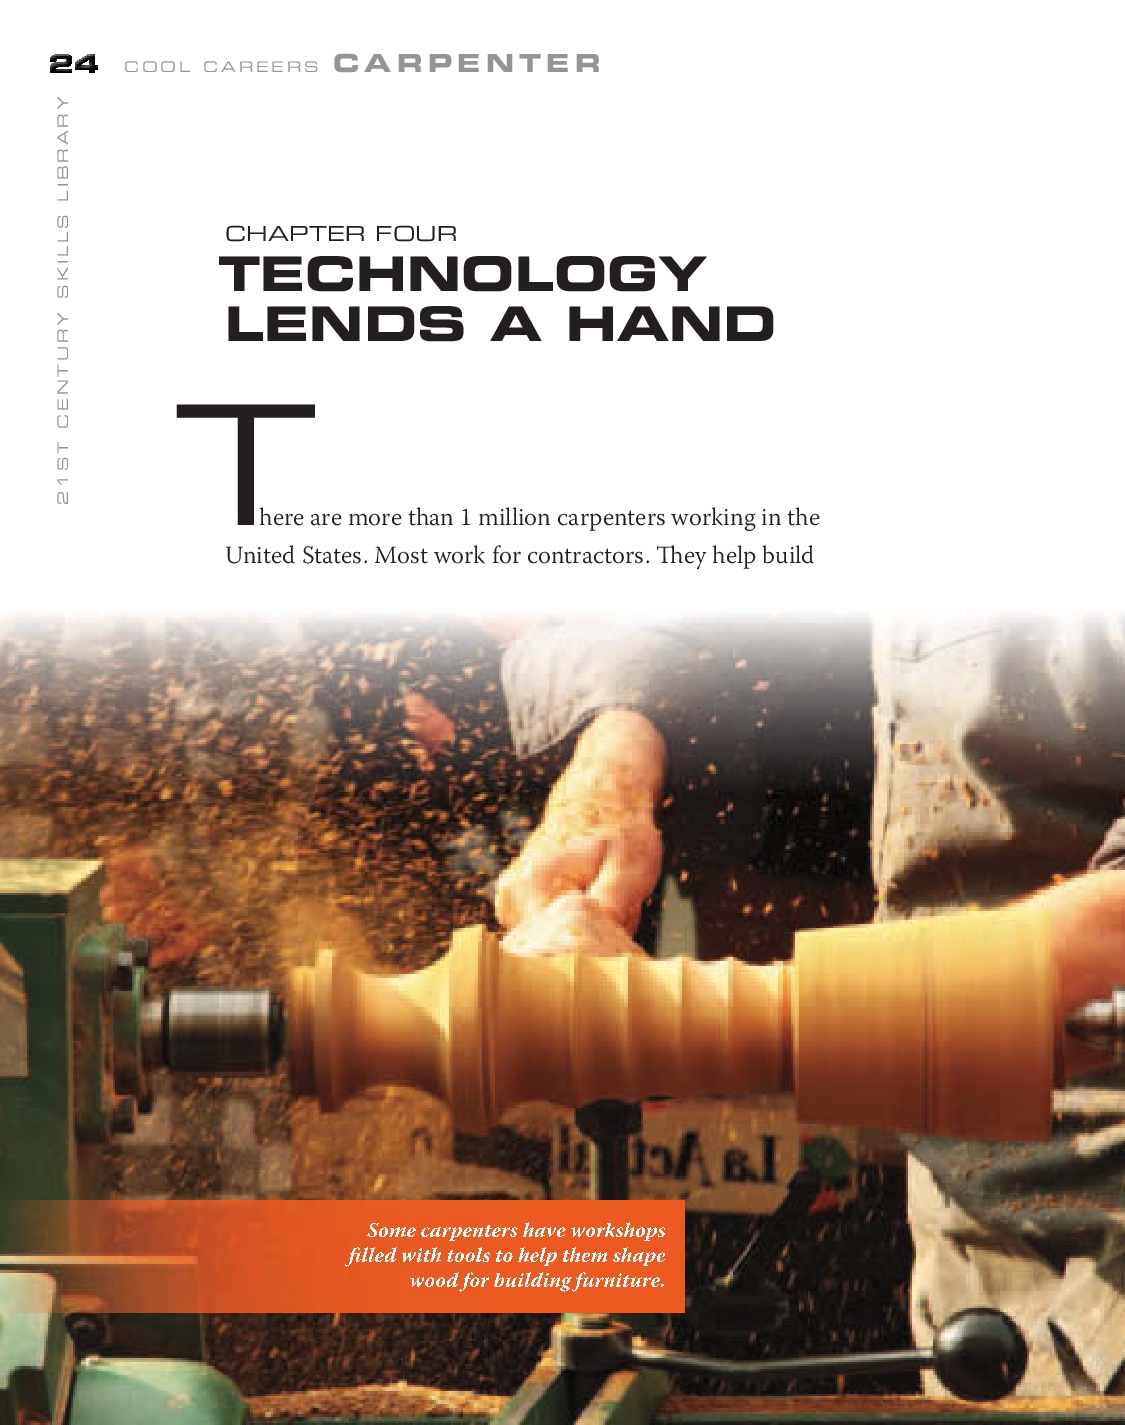 24 COOL CAREERS CARPENTER
21ST CENTURY SKILLS LIBRARY
CHAPTER FOUR
TECHNOLOGY
LENDS A HAND
There are more than 1 million carpenters working in the
United States. Most work for contractors. They help build
Some carpenters have workshops
filled with tools to help them shape
wood for building furniture.